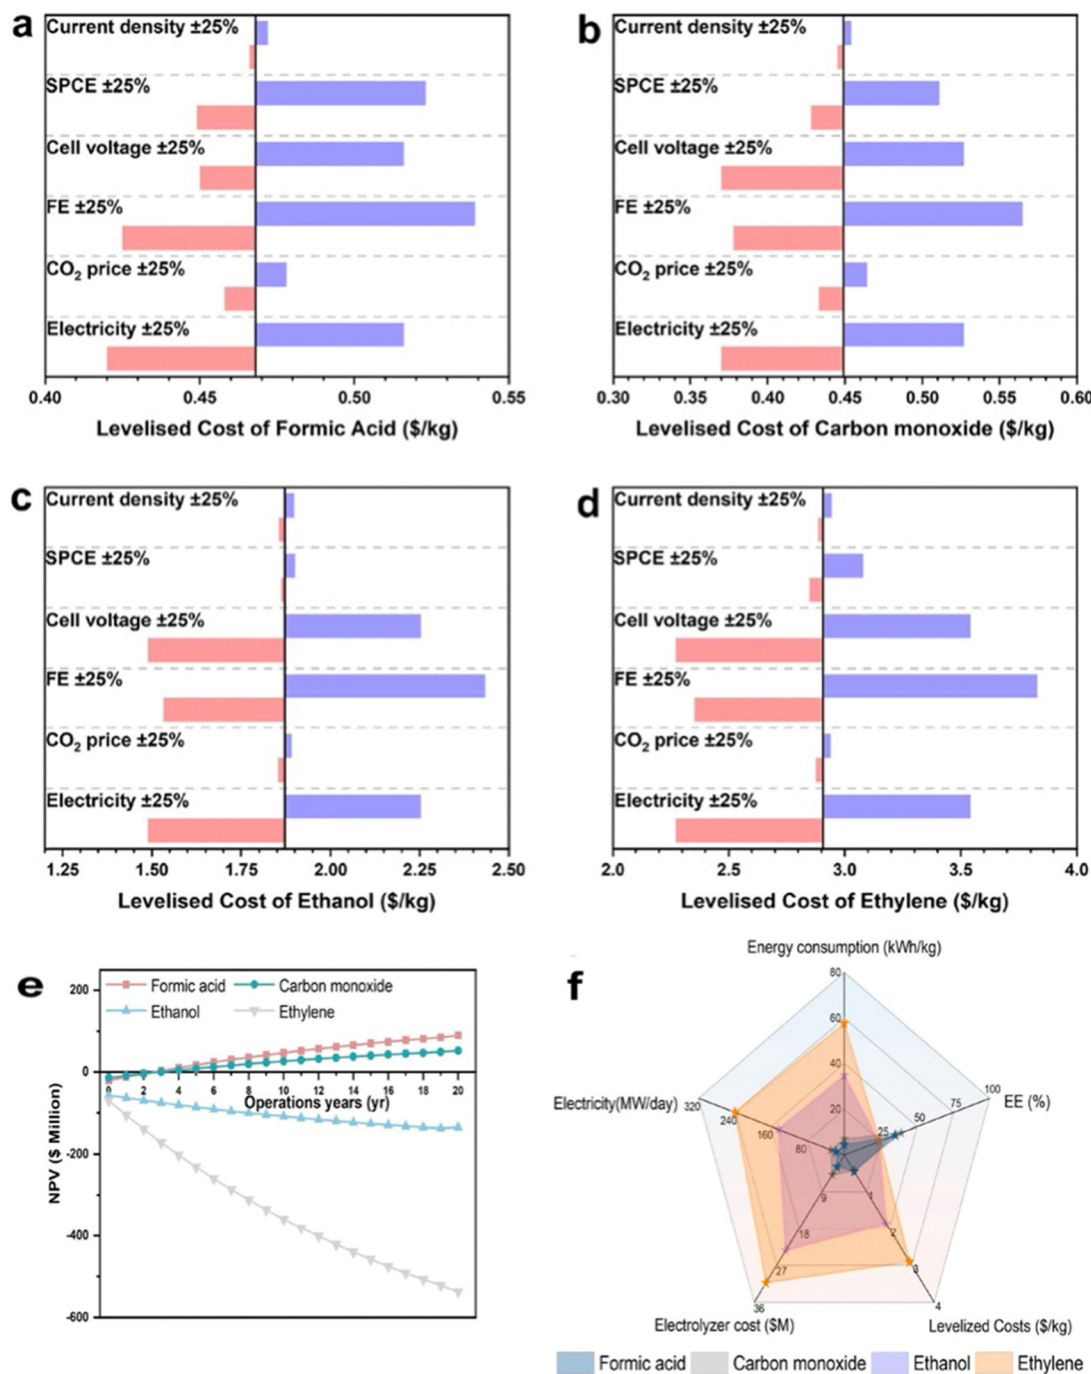 a
Current density ±25%
SPCE ±25%
Cell voltage ±25%
FE ±25%
CO₂ price ±25%
Electricity ±25%
0.40 0.45 0.50 0.55
Levelised Cost of Formic Acid ($/kg)
b
Current density ±25%
SPCE ±25%
Cell voltage ±25%
FE ±25%
CO₂ price ±25%
Electricity ±25%
0.30 0.35 0.40 0.45 0.50 0.55 0.60
Levelised Cost of Carbon monoxide ($/kg)
c
Current density ±25%
SPCE ±25%
Cell voltage ±25%
FE ±25%
CO₂ price ±25%
Electricity ±25%
1.25 1.50 1.75 2.00 2.25 2.50
Levelised Cost of Ethanol ($/kg)
d
Current density ±25%
SPCE ±25%
Cell voltage ±25%
FE ±25%
CO₂ price ±25%
Electricity ±25%
2.0 2.5 3.0 3.5 4.0
Levelised Cost of Ethylene ($/kg)
e
Formic acid Carbon monoxide
Ethanol Ethylene
200
0
-200
-400
-600
NPV ($ Million)
0 2 4 6 8 10 12 14 16 18 20
Operations years (yr)
f
Energy consumption (kWh/kg)
80
60
40
20
EE (%)
100
75
50
25
Levelized Costs ($/kg)
1
2
3
4
Electrolyzer cost ($M)
9
18
27
36
Electricity(MW/day)
80
160
240
320
Formic acid Carbon monoxide Ethanol Ethylene